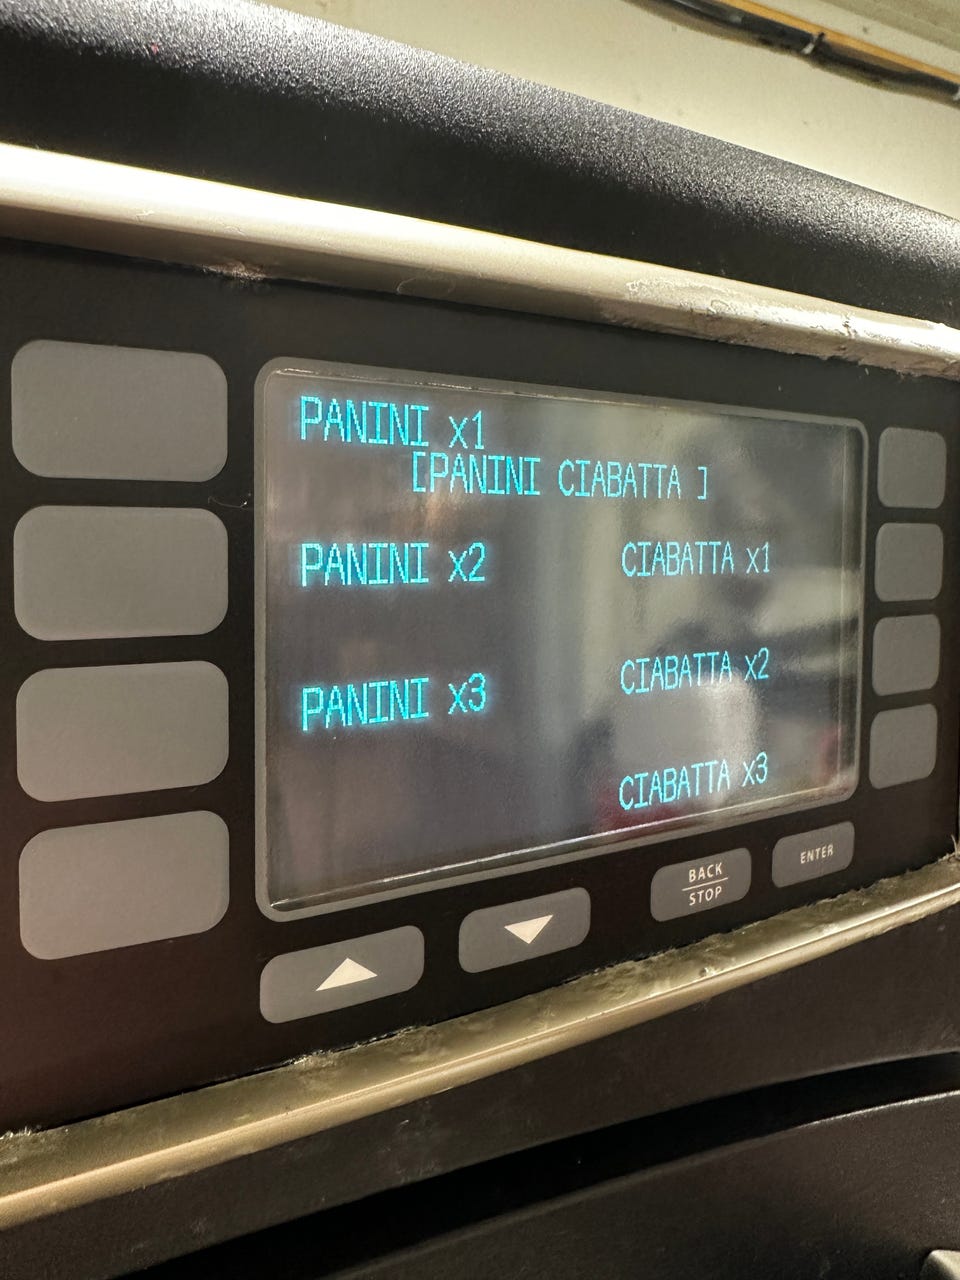 PANINI x1
[PANINI CIABATTA ]
PANINI x2 CIABATTA x1
PANINI x3 CIABATTA x2
CIABATTA x3
BACK
STOP
ENTER